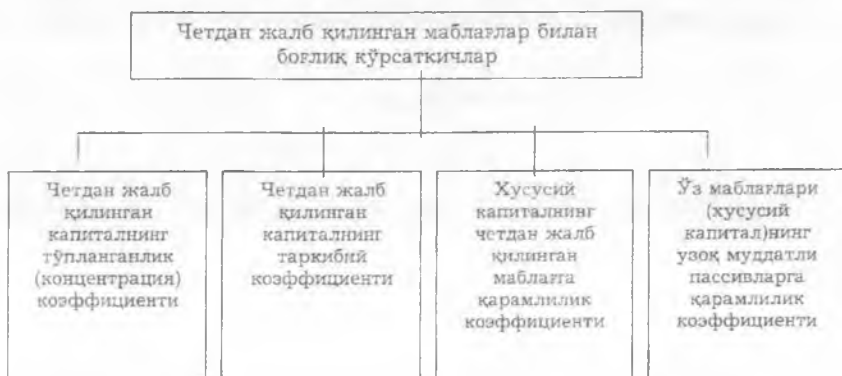 Четдан жалб қилинган маблағлар билан
боғлиқ кўрсаткичлар
Четдан жалб
қилинган
капиталнинг
тўпланганлик
(концентрация)
коэффициенти
Четдан жалб
қилинган
капиталнинг
таркибий
коэффициенти
Хусусий
капиталнинг
четдан жалб
қилинган
маблағга
қарамлилик
коэффициенти
Ўз маблағлари
(хусусий
капитал)нинг
узоқ муддатли
пассивларга
қарамлилик
коэффициенти